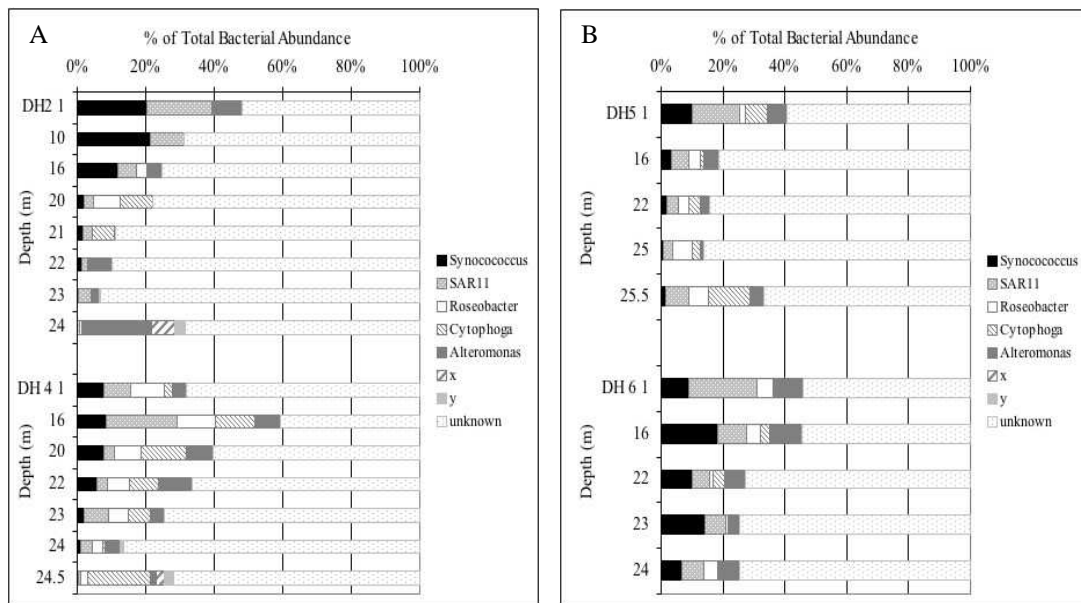 A
% of Total Bacterial Abundance
0% 20% 40% 60% 80% 100%
Depth (m)
DH2 1
10
16
20
21
22
23
24
Depth (m)
DH 4 1
16
20
22
23
24
24.5
Synococcus
SAR11
Roseobacter
Cytophoga
Alteromonas
x
y
unknown
B
% of Total Bacterial Abundance
0% 20% 40% 60% 80% 100%
Depth (m)
DH5 1
16
22
25
25.5
Depth (m)
DH 6 1
16
22
23
24
Synococcus
SAR11
Roseobacter
Cytophoga
Alteromonas
x
y
unknown